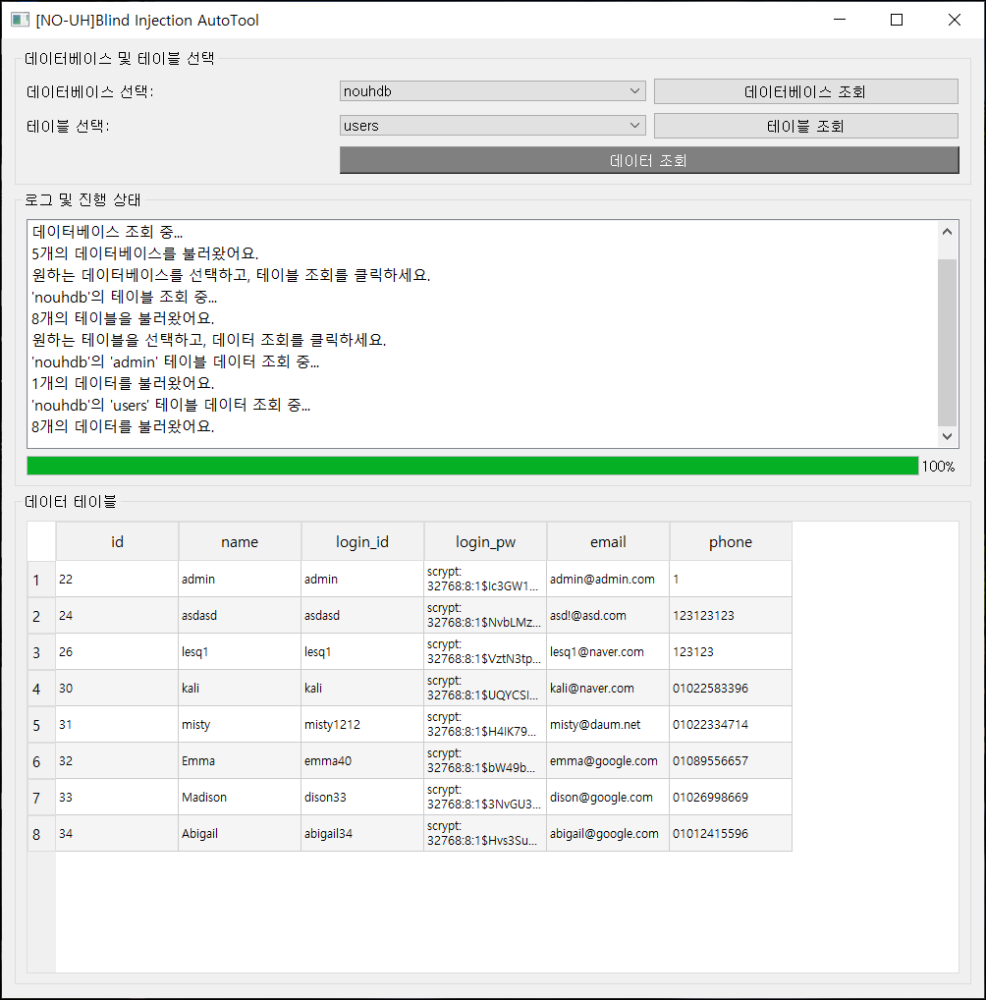 [NO-UH]Blind Injection AutoTool
데이터베이스 및 테이블 선택
데이터베이스 선택: nouhdb 데이터베이스 조회
테이블 선택: users 테이블 조회
데이터 조회
로그 및 진행 상태
데이터베이스 조회 중...
5개의 데이터베이스를 불러왔어요.
원하는 데이터베이스를 선택하고, 테이블 조회를 클릭하세요.
'nouhdb'의 테이블 조회 중...
8개의 테이블을 불러왔어요.
원하는 테이블을 선택하고, 데이터 조회를 클릭하세요.
'nouhdb'의 'admin' 테이블 데이터 조회 중...
1개의 데이터를 불러왔어요.
'nouhdb'의 'users' 테이블 데이터 조회 중...
8개의 데이터를 불러왔어요.
100%
데이터 테이블
id name login_id login_pw email phone
1 22 admin admin scrypt: 32768:8:1$Ic3GW1... admin@admin.com 1
2 24 asdasd asdasd scrypt: 32768:8:1$NvbLMz... asd!@asd.com 123123123
3 26 lesq1 lesq1 scrypt: 32768:8:1$VztN3tp... lesq1@naver.com 123123
4 30 kali kali scrypt: 32768:8:1$UQYCSI... kali@naver.com 01022583396
5 31 misty misty1212 scrypt: 32768:8:1$H4IK79... misty@daum.net 01022334714
6 32 Emma emma40 scrypt: 32768:8:1$bW49b... emma@google.com 01089556657
7 33 Madison dison33 scrypt: 32768:8:1$3NvGU3... dison@google.com 01026998669
8 34 Abigail abigail34 scrypt: 32768:8:1$Hvs3Su... abigail@google.com 01012415596